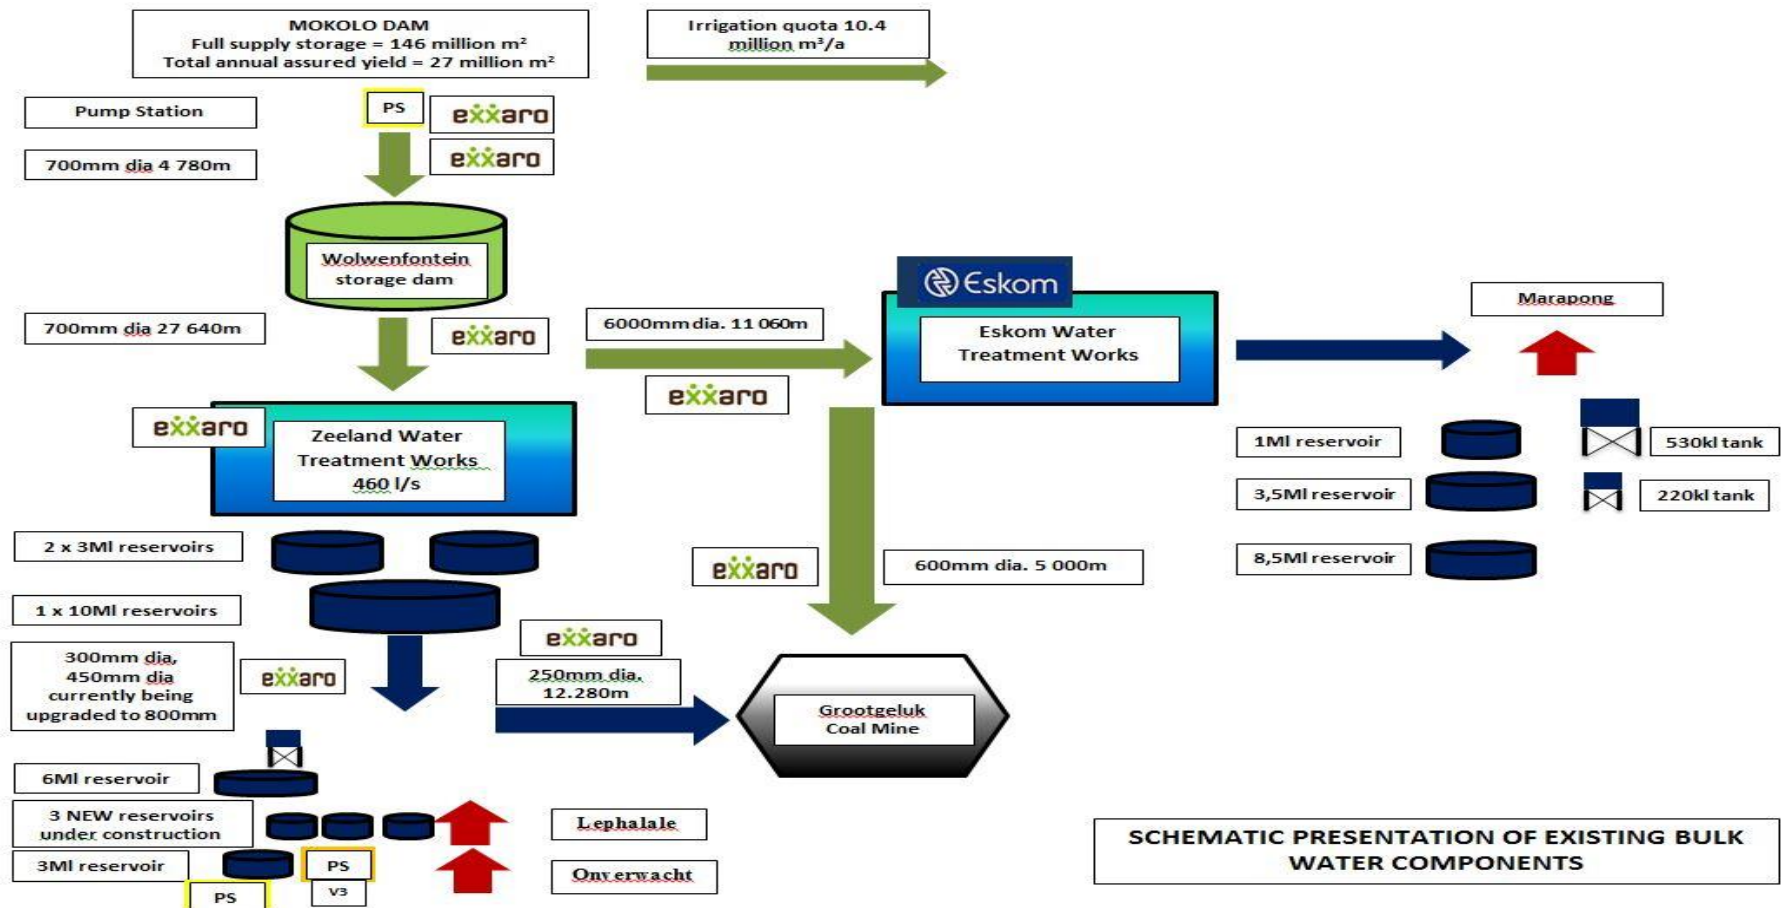 MOKOLO DAM
Full supply storage = 146 million m²
Total annual assured yield = 27 million m²
Irrigation quota 10.4
million m³/a
Pump Station
PS
exxaro
exxaro
700mm dia 4 780m
Wolwenfontein
storage dam
700mm dia 27 640m
exxaro
6000mm dia. 11 060m
exxaro
Eskom
Eskom Water
Treatment Works
Marapong
exxaro
Zeeland Water
Treatment Works
460 l/s
1Ml reservoir
530kl tank
3,5Ml reservoir
220kl tank
8,5Ml reservoir
2 x 3Ml reservoirs
exxaro
600mm dia. 5 000m
1 x 10Ml reservoirs
300mm dia,
450mm dia
currently being
upgraded to 800mm
exxaro
exxaro
250mm dia.
12.280m
Grootgeluk
Coal Mine
6Ml reservoir
3 NEW reservoirs
under construction
Lephalale
3Ml reservoir
PS
V3
PS
Onverwacht
SCHEMATIC PRESENTATION OF EXISTING BULK
WATER COMPONENTS